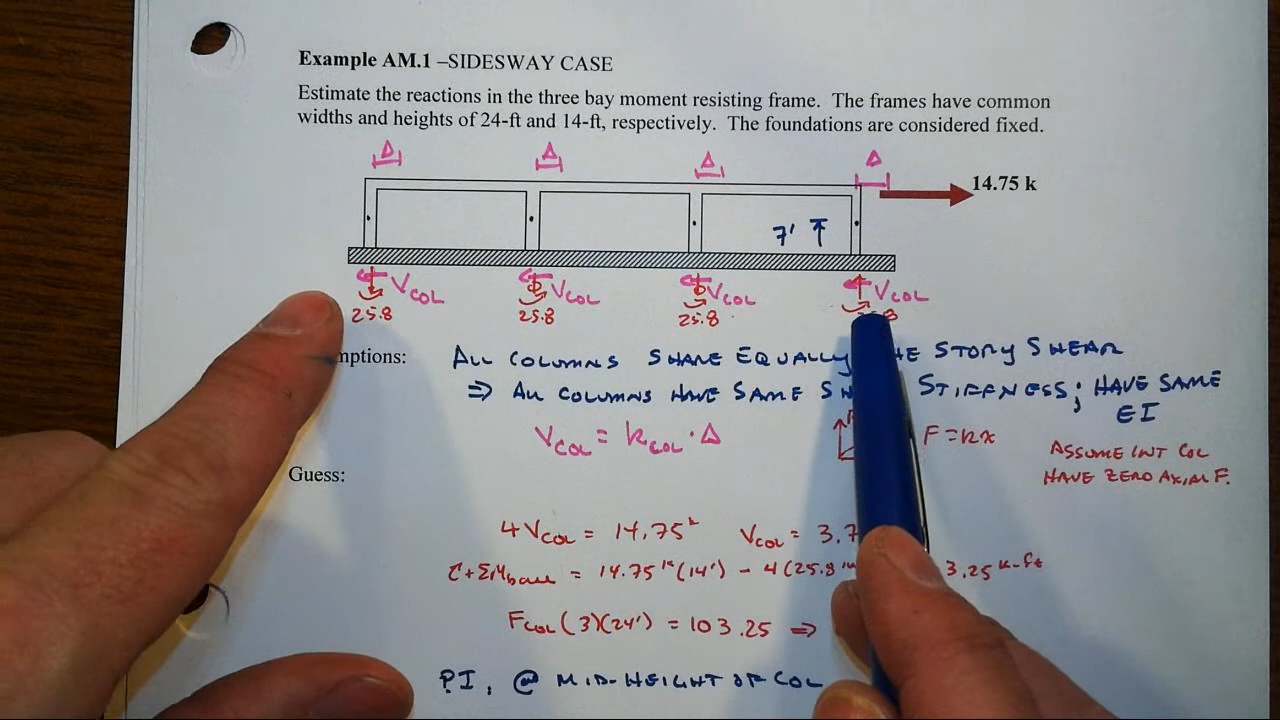 Example AM.1 –SIDESWAY CASE
Estimate the reactions in the three bay moment resisting frame. The frames have common
widths and heights of 24-ft and 14-ft, respectively. The foundations are considered fixed.
Δ Δ Δ Δ
14.75 k
7'
VCOL VCOL VCOL VCOL
25.8 25.8 25.8
mptions: ALL COLUMNS SHARE EQUALLY HE STORY SHEAR
⇒ ALL COLUMNS HAVE SAME STIFFNESS; HAVE SAME
EI
VCOL = kCOL · Δ
F = kx
ASSUME INT COL
HAVE ZERO AXIAL F.
Guess:
4VCOL = 14.75k VCOL = 3.7
↻+ΣMbase = 14.75k(14') - 4(25.8 3.25 k-ft
FCOL(3)(24') = 103.25 ⇒
PI, @ MID-HEIGHT OF COL